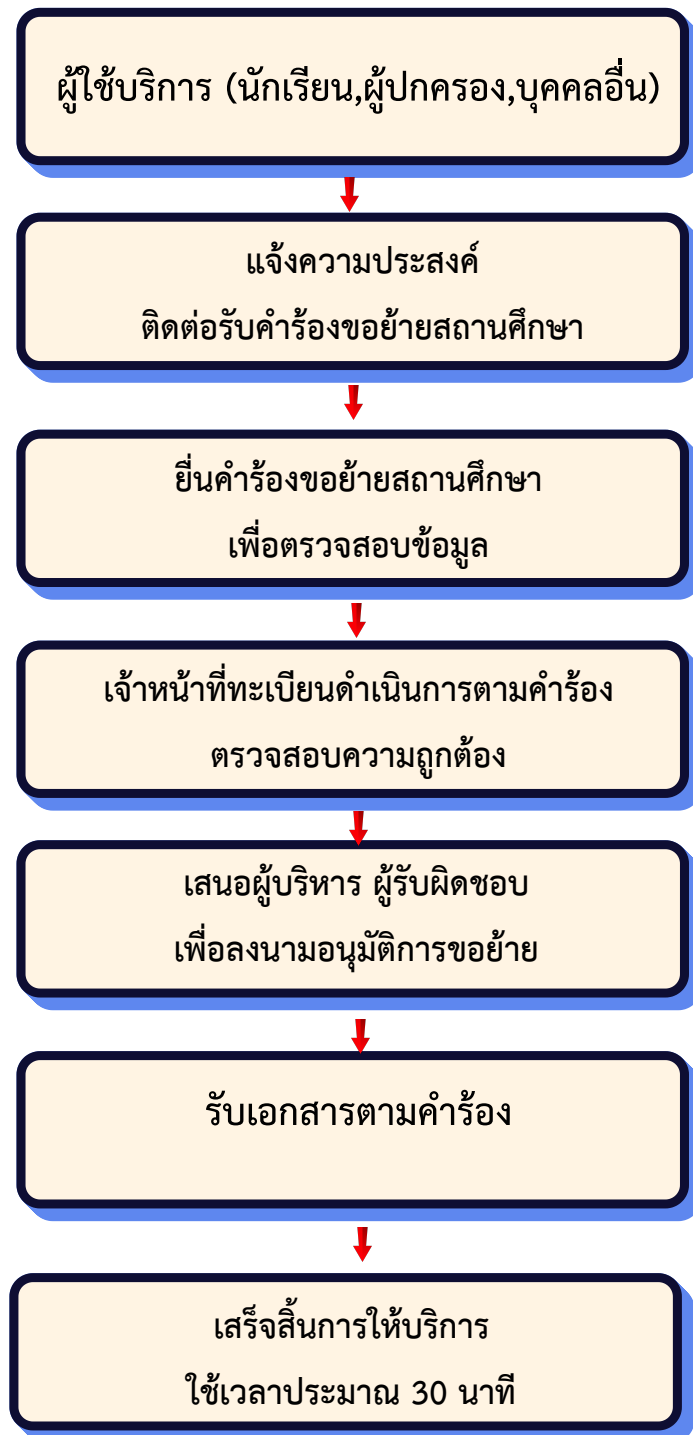 ผู้ใช้บริการ (นักเรียน,ผู้ปกครอง,บุคคลอื่น)
แจ้งความประสงค์
ติดต่อรับคำร้องขอย้ายสถานศึกษา
ยื่นคำร้องขอย้ายสถานศึกษา
เพื่อตรวจสอบข้อมูล
เจ้าหน้าที่ทะเบียนดำเนินการตามคำร้อง
ตรวจสอบความถูกต้อง
เสนอผู้บริหาร ผู้รับผิดชอบ
เพื่อลงนามอนุมัติการขอย้าย
รับเอกสารตามคำร้อง
เสร็จสิ้นการให้บริการ
ใช้เวลาประมาณ 30 นาที